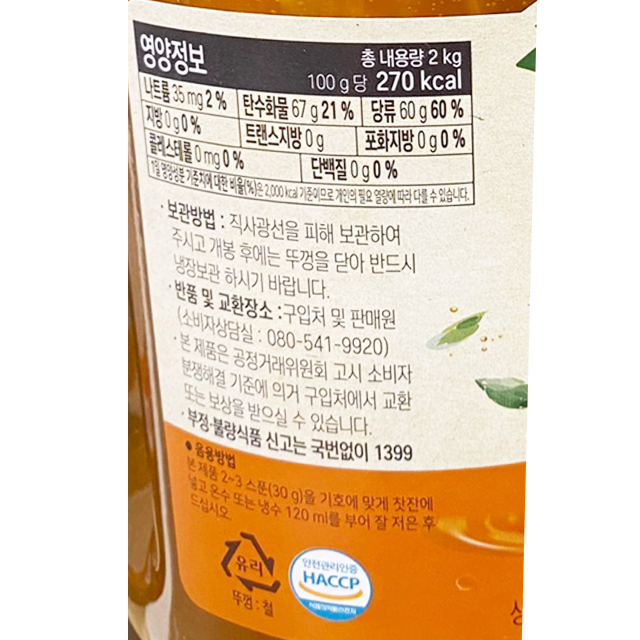 영양정보
총 내용량 2 kg
100 g당 270 kcal
나트륨 35 mg 2 % 탄수화물 67 g 21 % 당류 60 g 60 %
지방 0 g 0 % 트랜스지방 0 g 포화지방 0 g 0 %
콜레스테롤 0 mg 0 % 단백질 0 g 0 %
1일 영양성분 기준치에 대한 비율(%)은 2,000 kcal 기준이므로 개인의 필요 열량에 따라 다를 수 있습니다.
· 보관방법 : 직사광선을 피해 보관하여
주시고 개봉 후에는 뚜껑을 닫아 반드시
냉장보관 하시기 바랍니다.
· 반품 및 교환장소 : 구입처 및 판매원
(소비자상담실 : 080-541-9920)
· 본 제품은 공정거래위원회 고시 소비자
분쟁해결 기준에 의거 구입처에서 교환
또는 보상을 받으실 수 있습니다.
· 부정·불량식품 신고는 국번없이 1399
● 음용방법
본 제품 2~3 스푼(30 g)을 기호에 맞게 찻잔에
넣고 온수 또는 냉수 120 ml를 부어 잘 저은 후
드십시오.
유리
뚜껑 : 철
안전관리인증
HACCP
식품의약품안전처